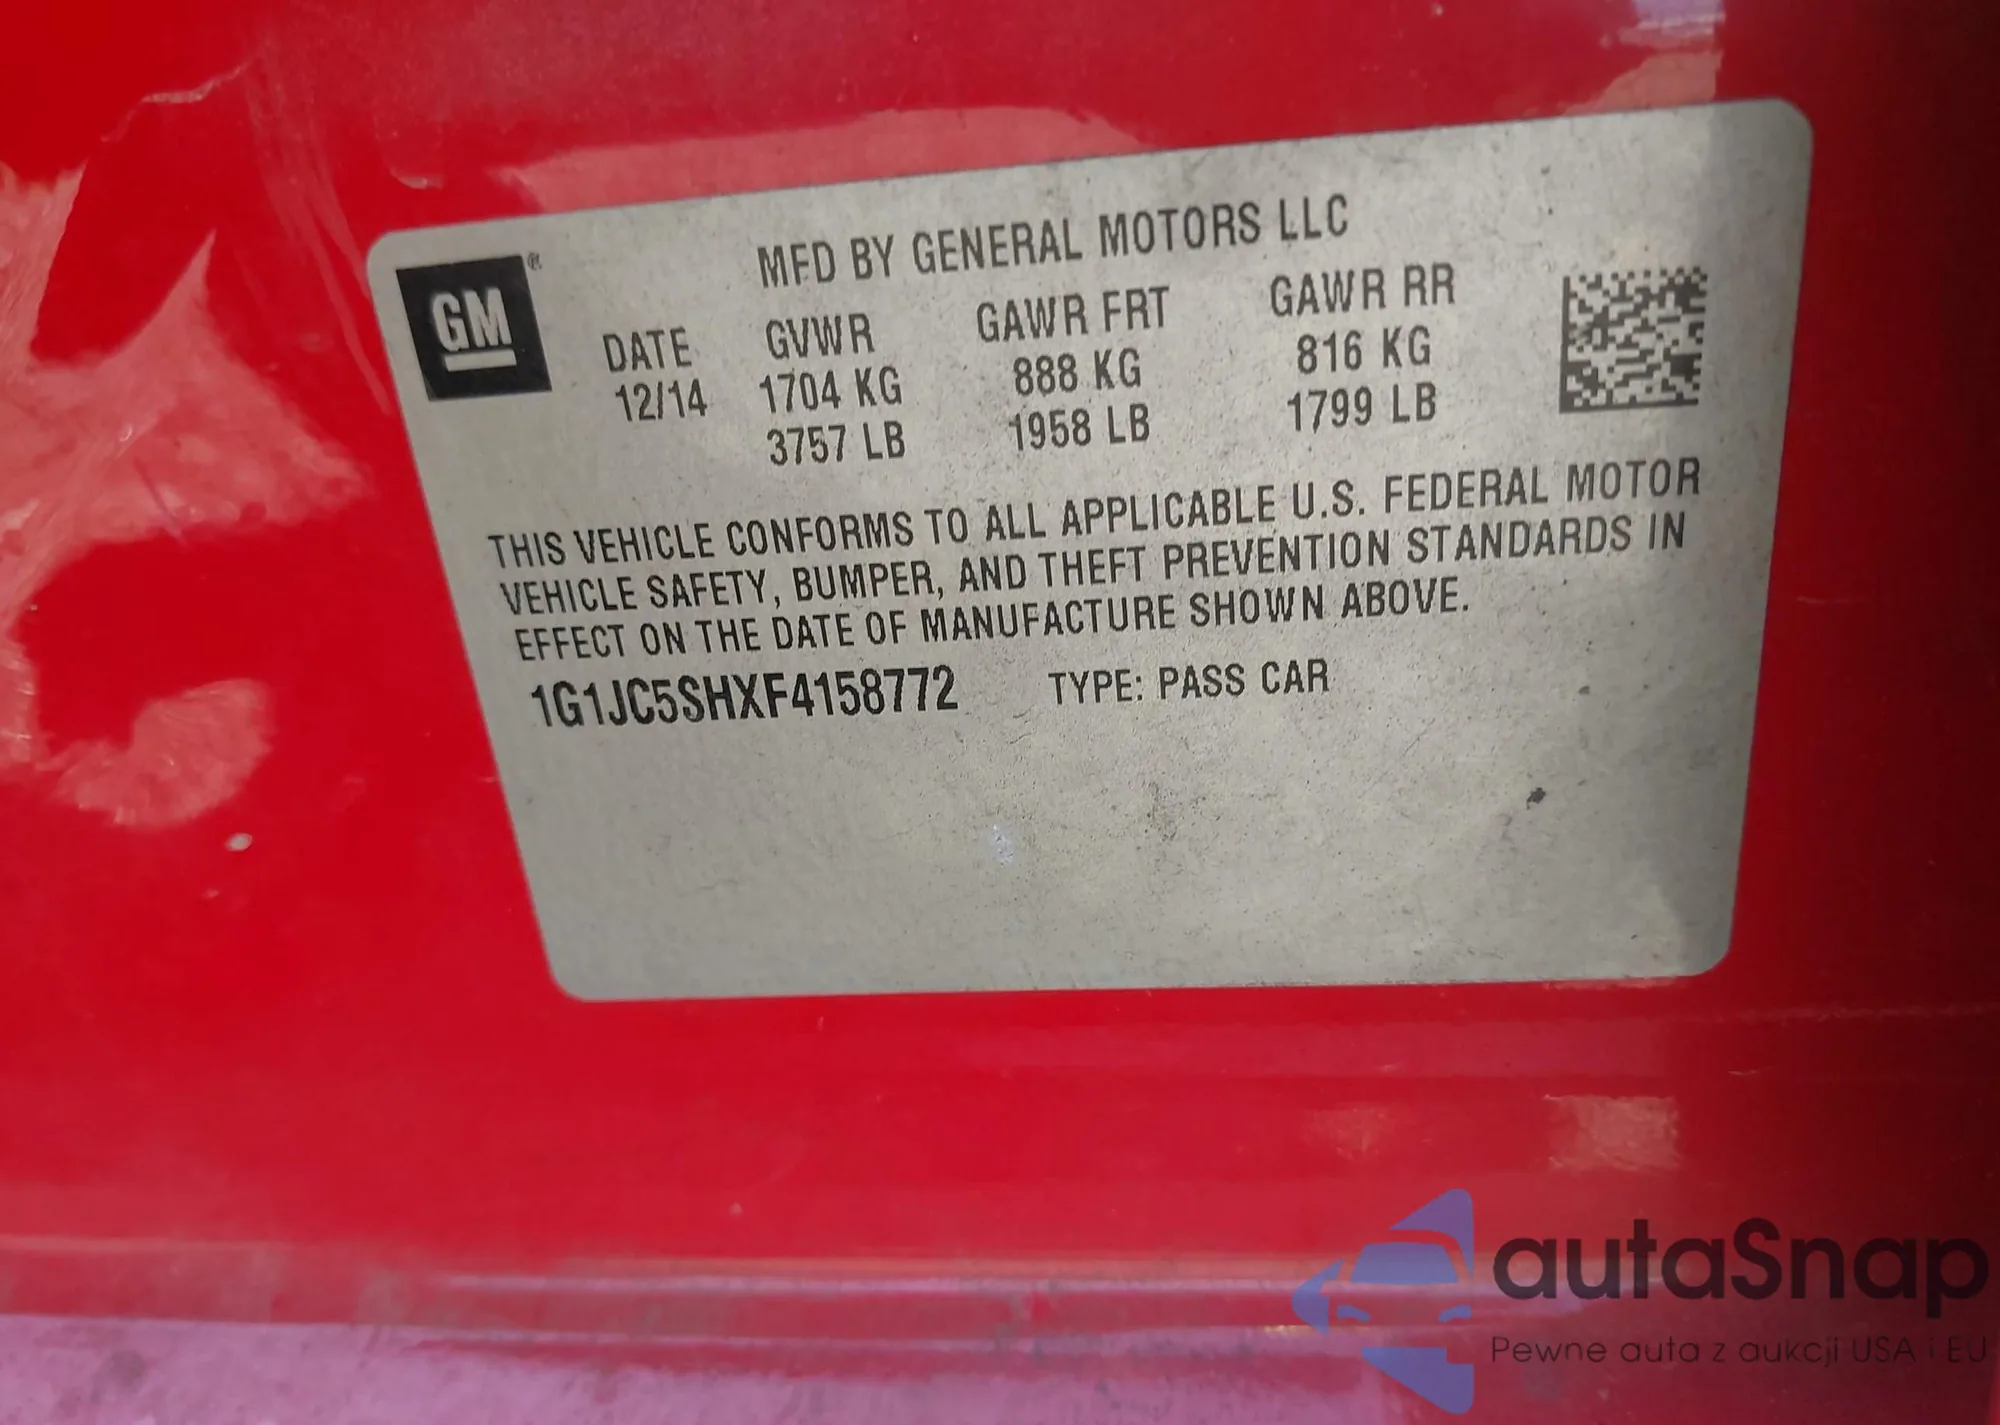 MFD BY GENERAL MOTORS LLC
GM®
DATE GVWR GAWR FRT GAWR RR
12/14 1704 KG 888 KG 816 KG
3757 LB 1958 LB 1799 LB
THIS VEHICLE CONFORMS TO ALL APPLICABLE U.S. FEDERAL MOTOR
VEHICLE SAFETY, BUMPER, AND THEFT PREVENTION STANDARDS IN
EFFECT ON THE DATE OF MANUFACTURE SHOWN ABOVE.
1G1JC5SHXF4158772 TYPE: PASS CAR
autaSnap
Pewne auta z aukcji USA i EU